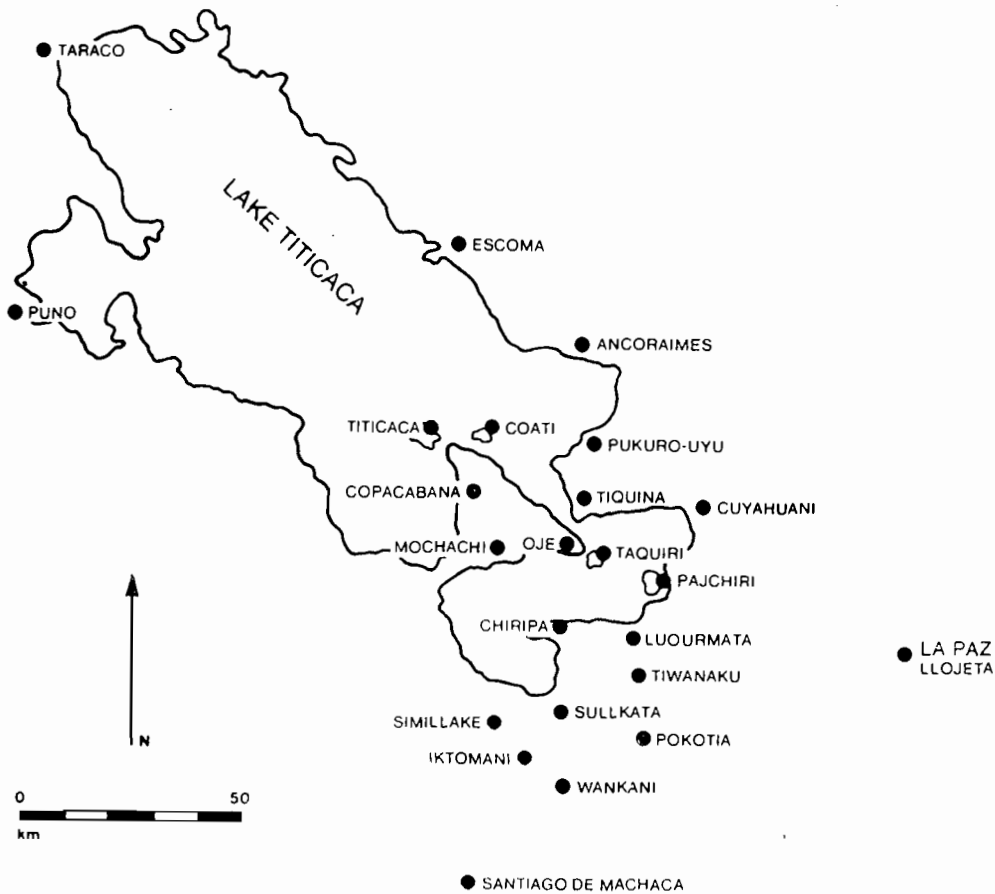 TARACO
LAKE TITICACA
ESCOMA
PUNO
ANCORAIMES
TITICACA
COATI
PUKURO-UYU
COPACABANA
TIQUINA
CUYAHUANI
MOCHACHI
OJE
TAQUIRI
PAJCHIRI
CHIRIPA
LUOURMATA
LA PAZ
LLOJETA
TIWANAKU
SIMILLAKE
SULLKATA
POKOTIA
N
IKTOMANI
WANKANI
0 50
km
SANTIAGO DE MACHACA